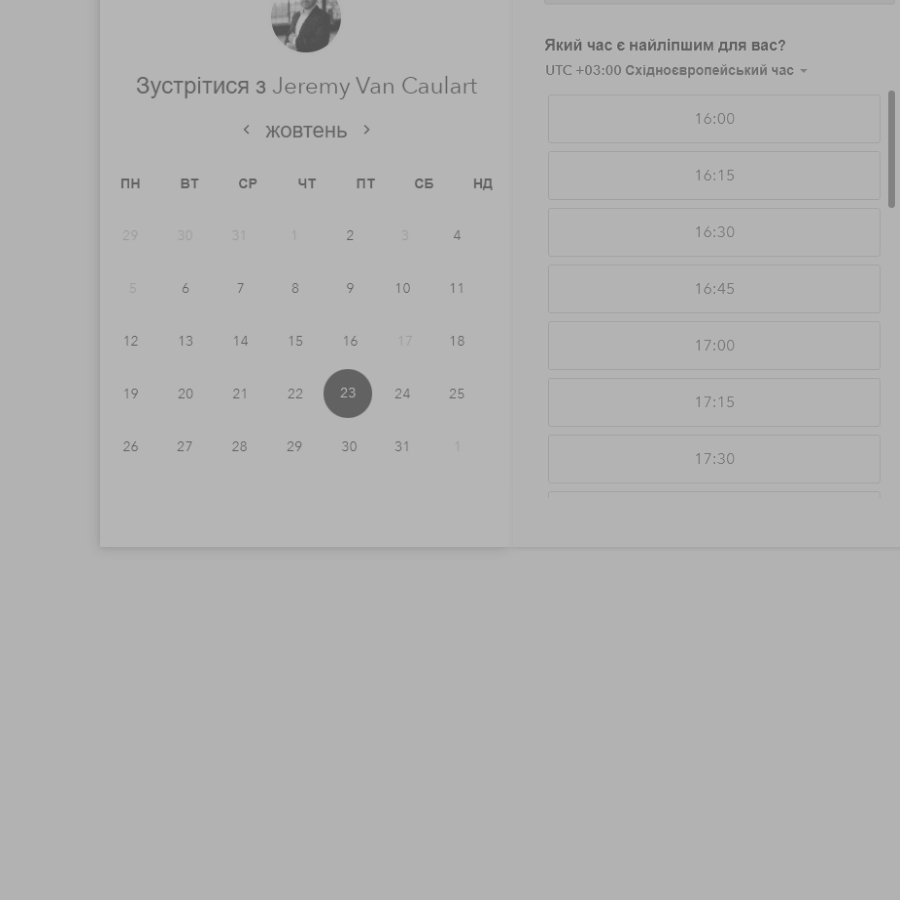 Зустрітися з Jeremy Van Caulart
жовтень
ПН ВТ СР ЧТ ПТ СБ НД
29 30 31 1 2 3 4
5 6 7 8 9 10 11
12 13 14 15 16 17 18
19 20 21 22 23 24 25
26 27 28 29 30 31 1
Який час є найліпшим для вас?
UTC +03:00 Східноєвропейський час
16:00
16:15
16:30
16:45
17:00
17:15
17:30